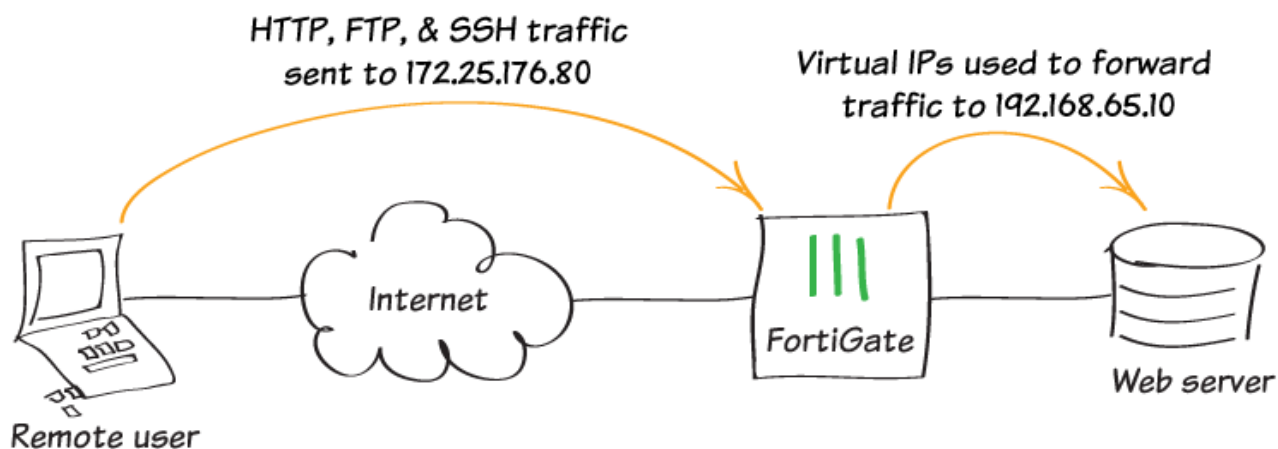 HTTP, FTP, & SSH traffic
sent to 172.25.176.80
Virtual IPs used to forward
traffic to 192.168.65.10
Internet
FortiGate
Web server
Remote user